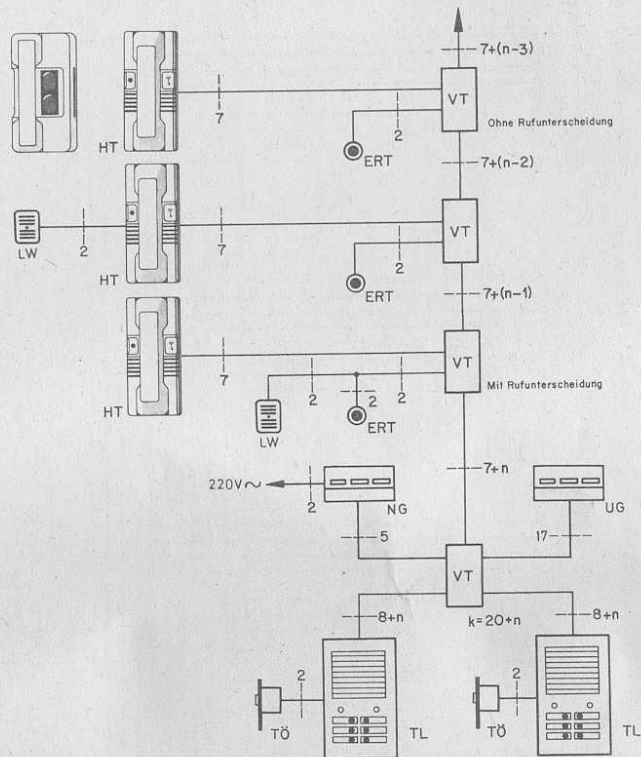 7+(n-3)
VT
Ohne Rufunterscheidung
7
2
HT
ERT
7+(n-2)
VT
LW
2
7
2
HT
ERT
7+(n-1)
VT
7
2
2
2
HT
LW
ERT
Mit Rufunterscheidung
7+n
220V~
2
NG
UG
5
17
VT
8+n
k=20+n
8+n
2
TÖ
TL
2
TÖ
TL